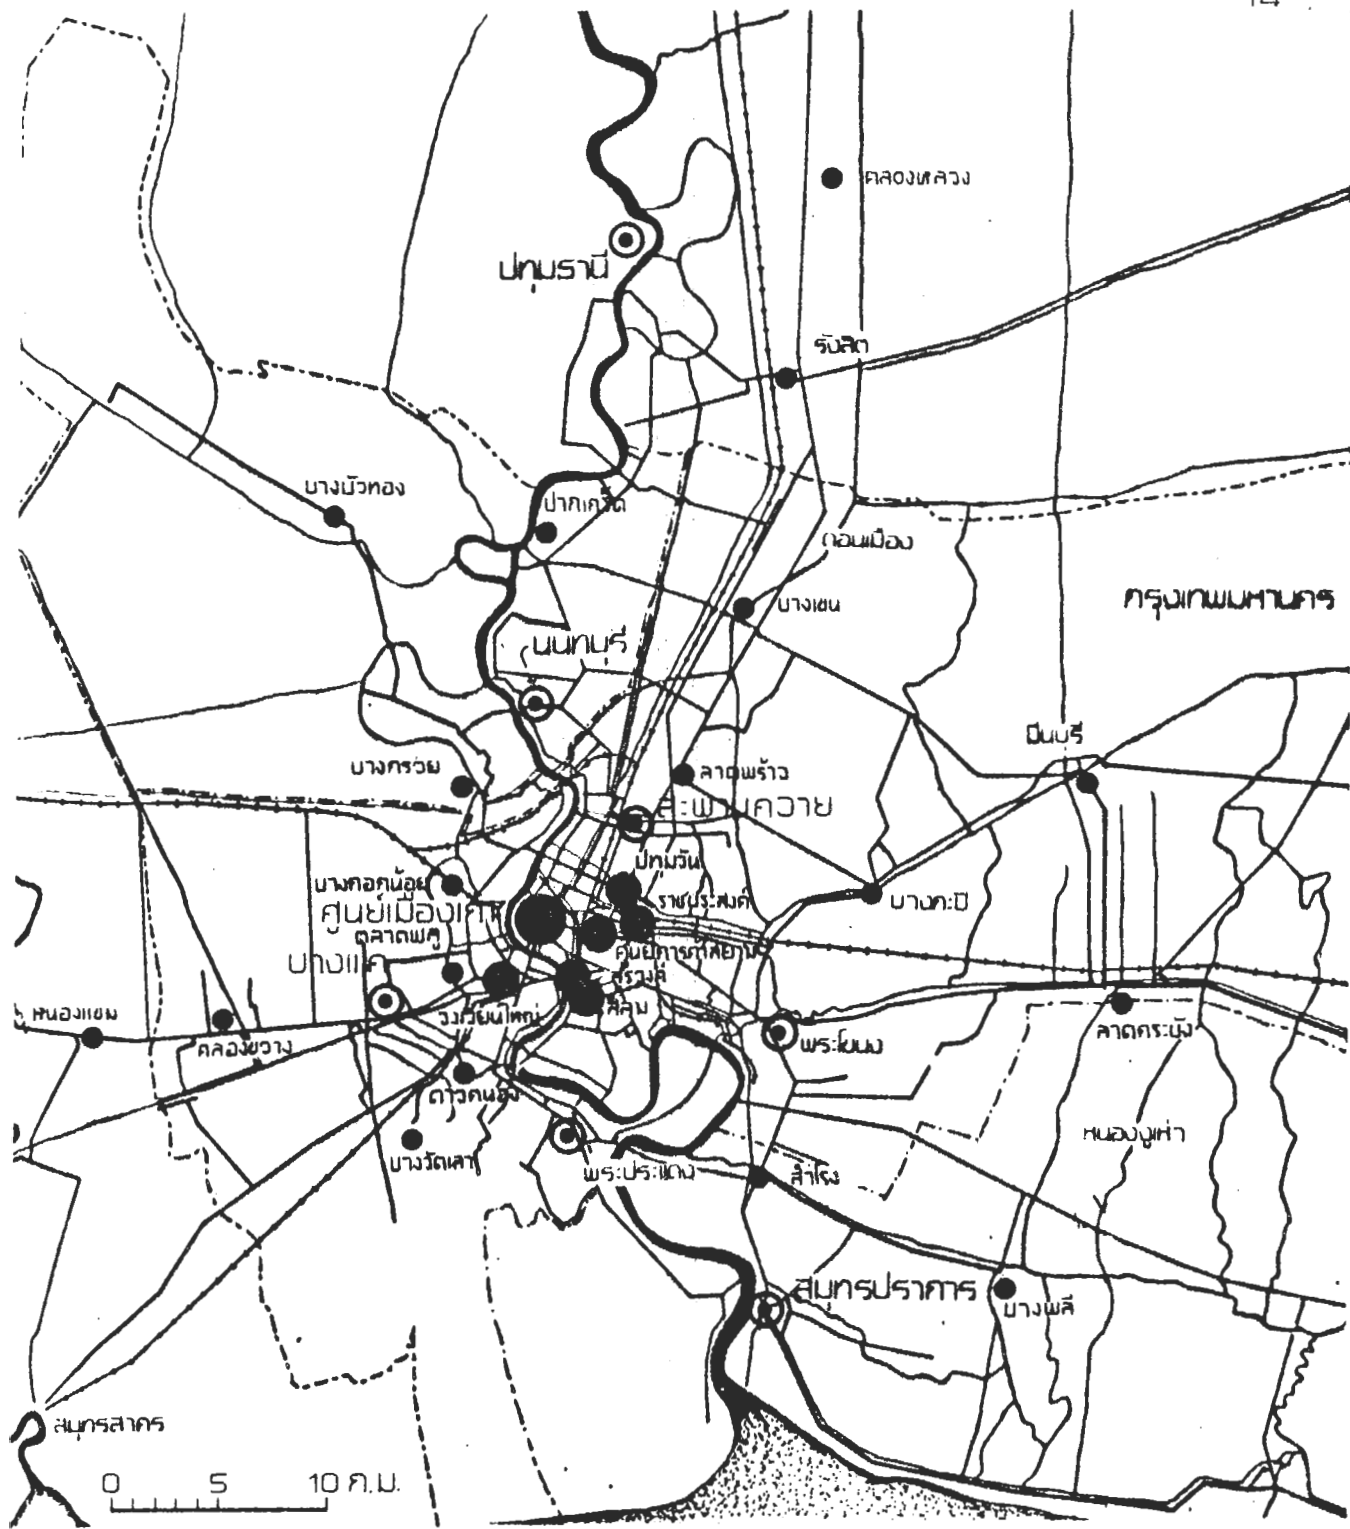 14
คลองหลวง
ปทุมธานี
รังสิต
บางบัวทอง
ปากเกร็ด
ดอนเมือง
บางเขน
กรุงเทพมหานคร
นนทบุรี
มีนบุรี
บางกรวย
ลาดพร้าว
สะพานควาย
ปทุมวัน
บางกอกน้อย
ราชประสงค์
บางกะปิ
ศูนย์เมืองเก่า
ตลาดพลู
ศูนย์การค้าสยาม
บางแค
สุรวงค์
หนองแขม
วงเวียนใหญ่
สีลม
คลองขวาง
พระโขนง
ลาดกระบัง
ดาวคนอง
หนองงูเห่า
บางวัดเลา
พระประแดง
สำโรง
สมุทรปราการ
บางพลี
สมุทรสาคร
0 5 10 ก.ม.